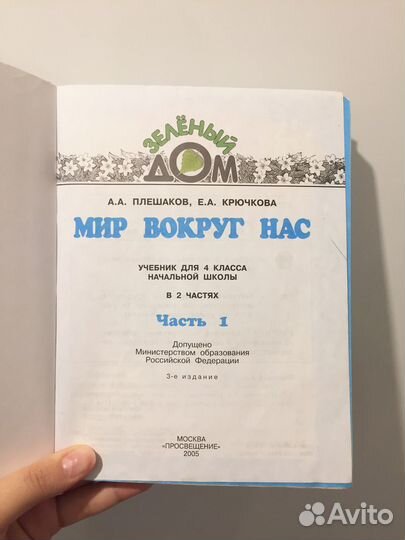 ЗЕЛЁНЫЙ
ДОМ
А.А. ПЛЕШАКОВ, Е.А. КРЮЧКОВА
МИР ВОКРУГ НАС
УЧЕБНИК ДЛЯ 4 КЛАССА
НАЧАЛЬНОЙ ШКОЛЫ
В 2 ЧАСТЯХ
Часть 1
Допущено
Министерством образования
Российской Федерации
3-е издание
МОСКВА
«ПРОСВЕЩЕНИЕ»
2005
Avito